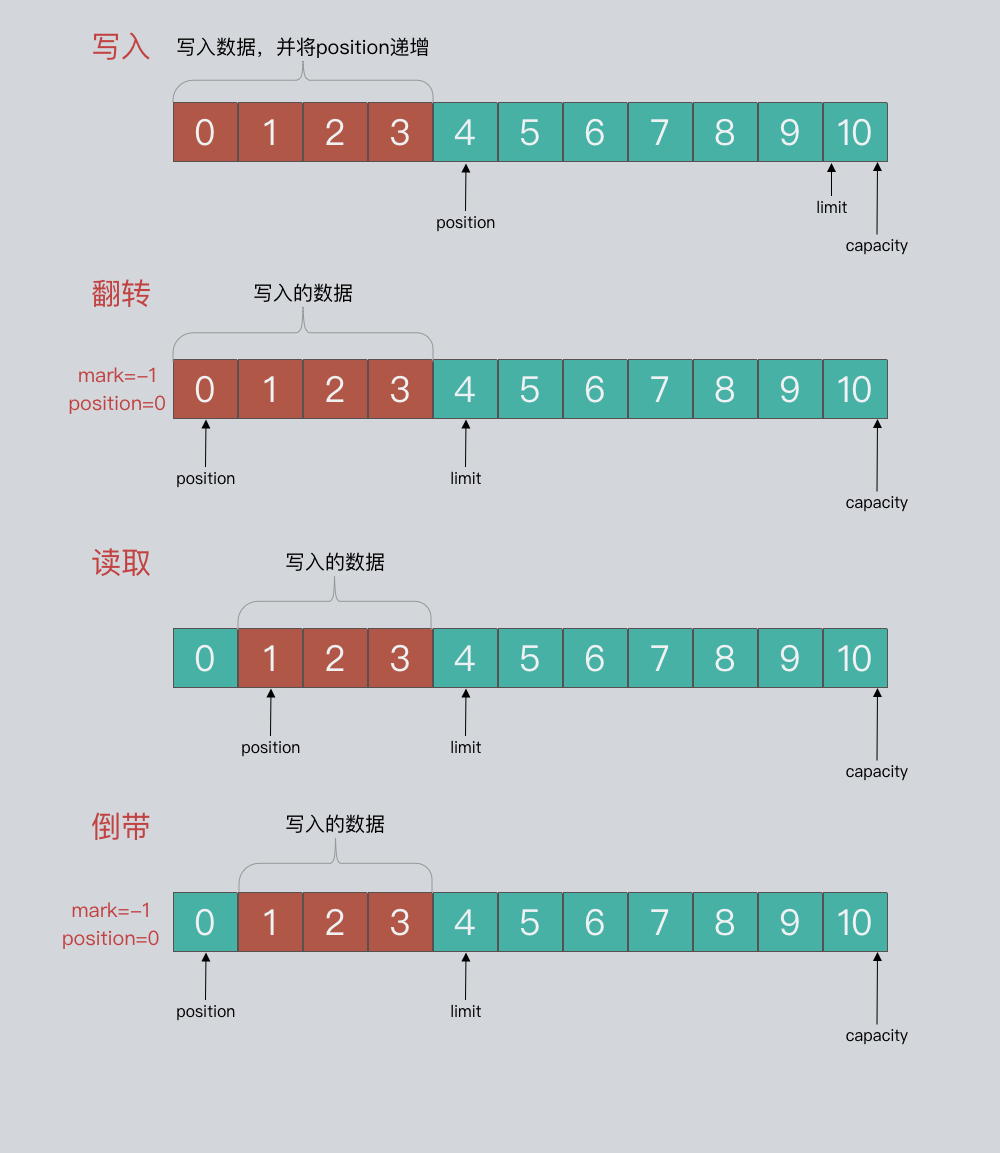 写入
写入数据，并将position递增
0 1 2 3 4 5 6 7 8 9 10
position
limit
capacity
翻转
写入的数据
mark=-1
position=0
0 1 2 3 4 5 6 7 8 9 10
position
limit
capacity
读取
写入的数据
0 1 2 3 4 5 6 7 8 9 10
position
limit
capacity
倒带
写入的数据
mark=-1
position=0
0 1 2 3 4 5 6 7 8 9 10
position
limit
capacity